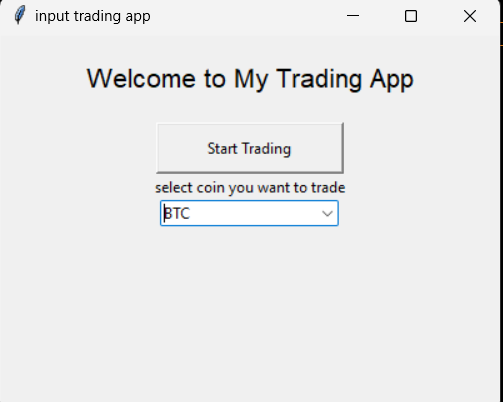 input trading app
Welcome to My Trading App
Start Trading
select coin you want to trade
BTC